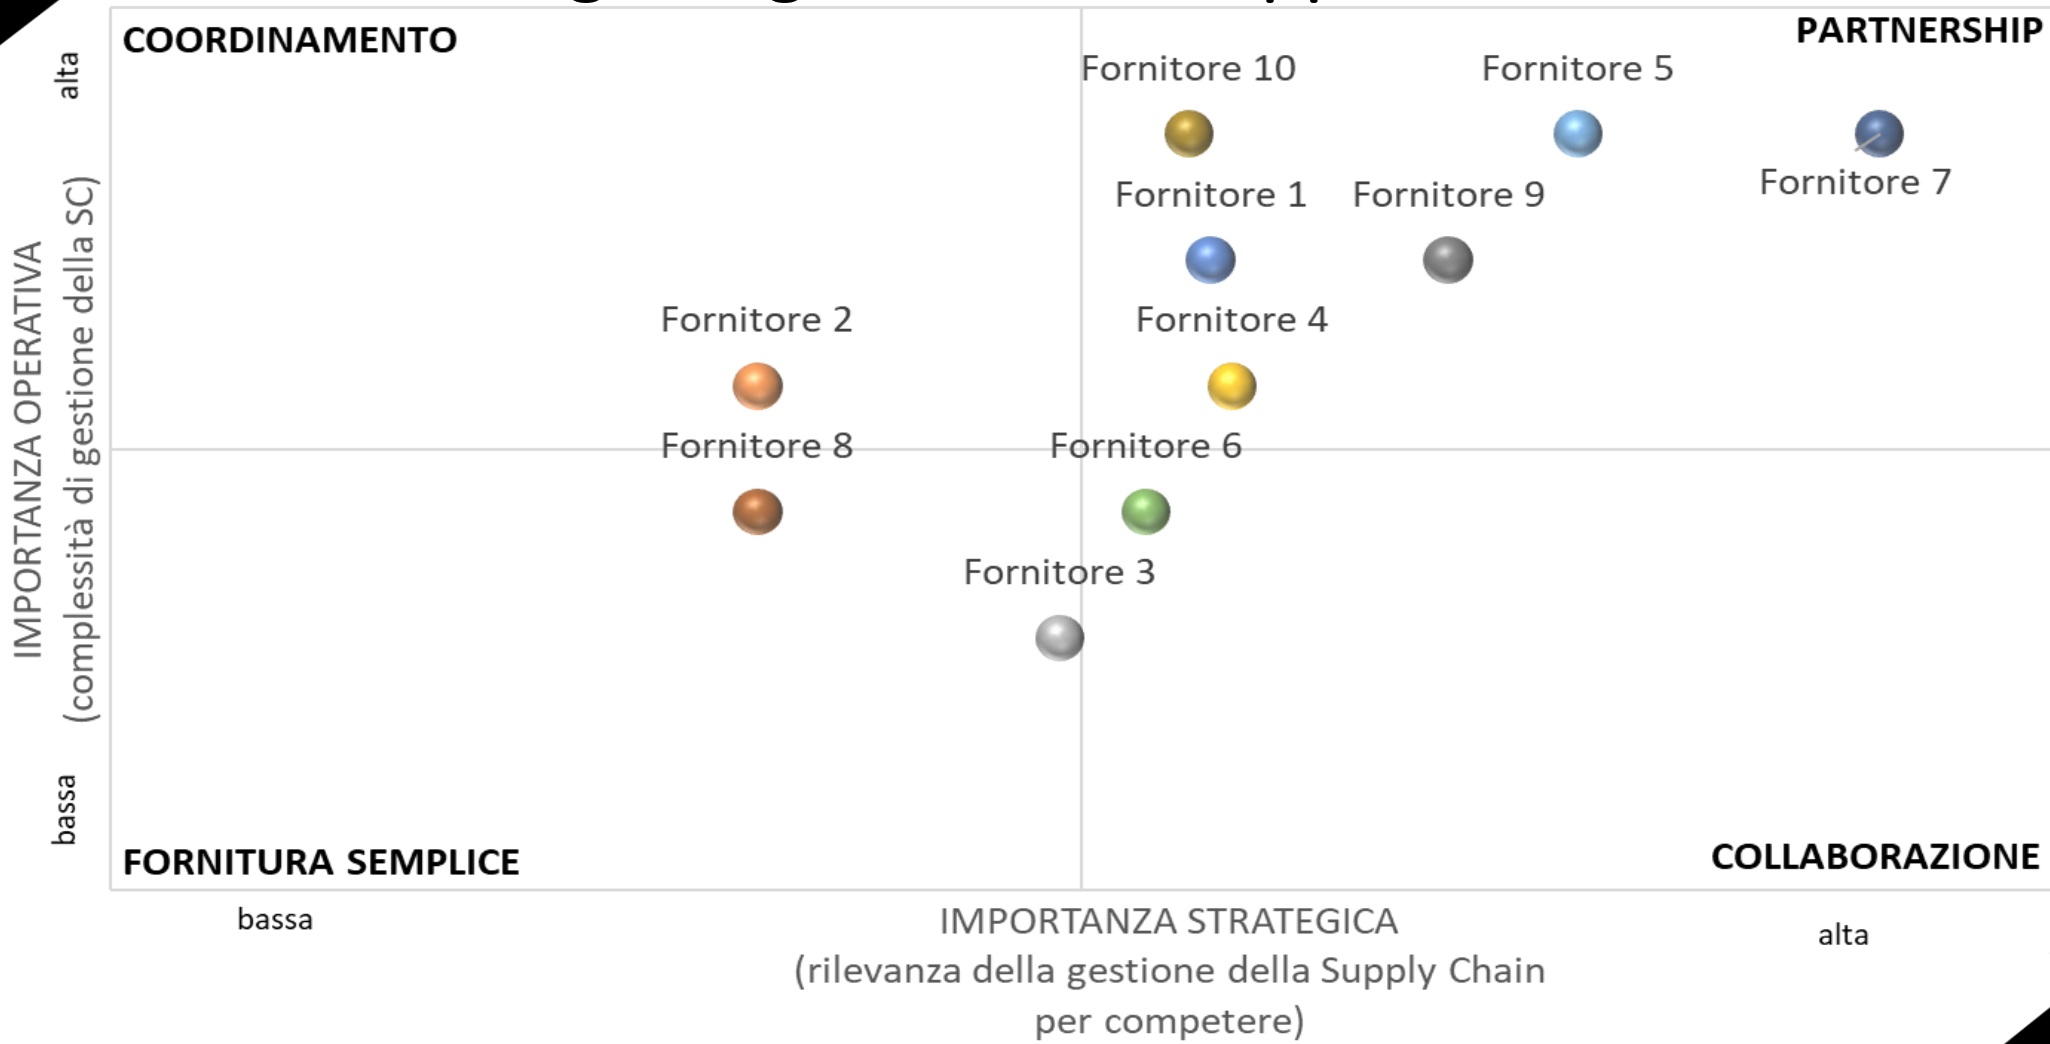 COORDINAMENTO
PARTNERSHIP
alta
Fornitore 10
Fornitore 5
Fornitore 7
Fornitore 1
Fornitore 9
Fornitore 2
Fornitore 4
Fornitore 8
Fornitore 6
Fornitore 3
IMPORTANZA OPERATIVA
(complessità di gestione della SC)
bassa
FORNITURA SEMPLICE
COLLABORAZIONE
bassa
IMPORTANZA STRATEGICA
alta
(rilevanza della gestione della Supply Chain
per competere)